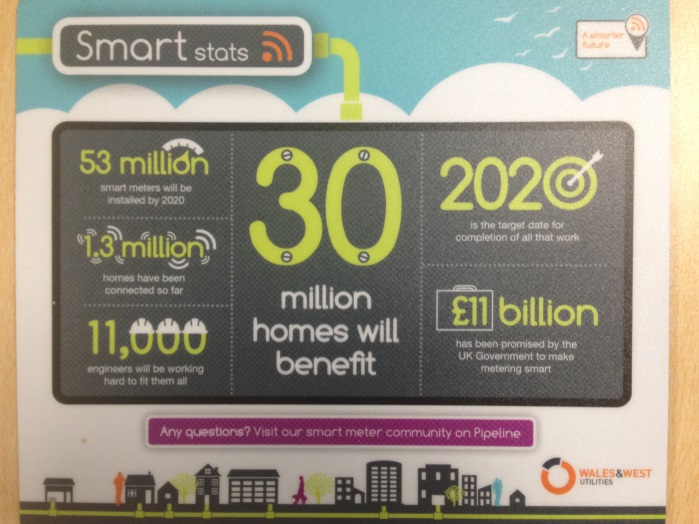 Smart stats
A smarter
future
53 million
smart meters will be
installed by 2020
1.3 million
homes have been
connected so far
11,000
engineers will be working
hard to fit them all
30
million
homes will
benefit
2020
is the target date for
completion of all that work
£11 billion
has been promised by the
UK Government to make
metering smart
Any questions? Visit our smart meter community on Pipeline
WALES&WEST
UTILITIES